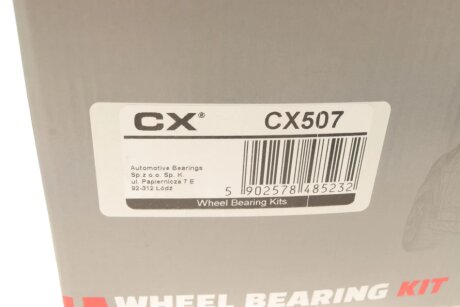 CX® CX507
Automotive Bearings
Sp.z o.o. Sp. K.
ul. Papiernicza 7 E
92-312 Łódź
5 902578 485232
Wheel Bearing Kits
WHEEL BEARING KIT